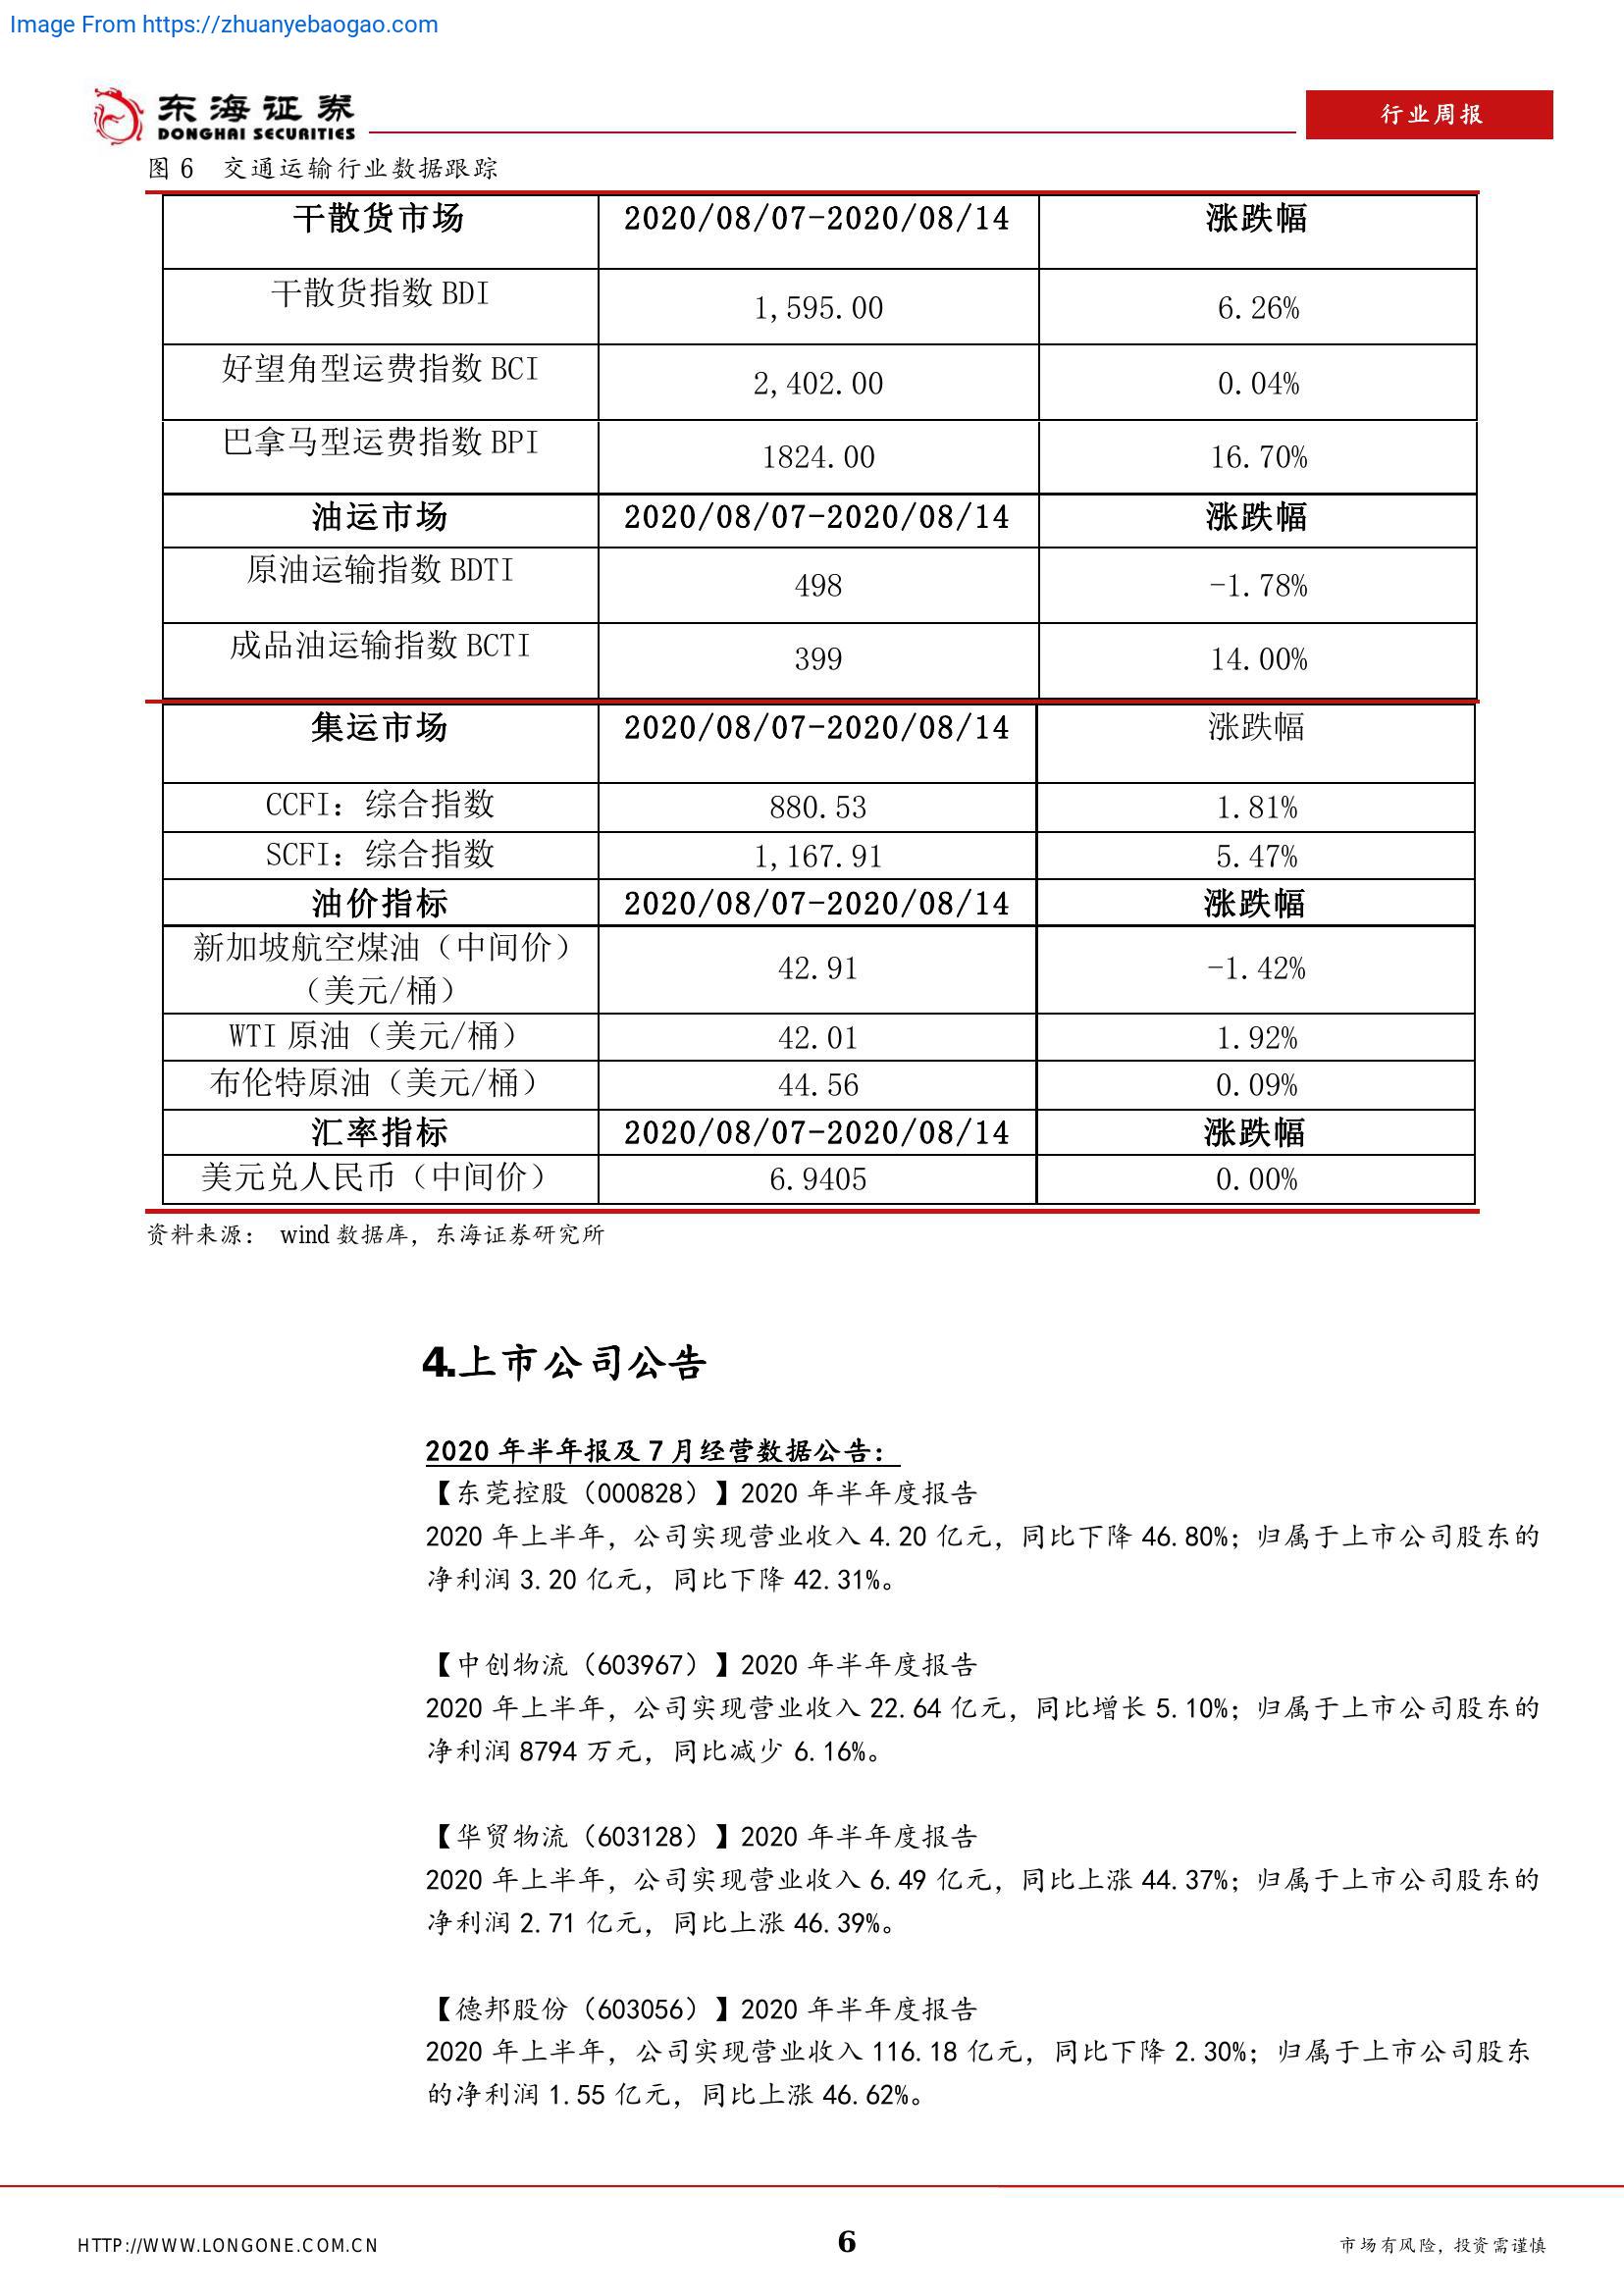 Image From https://zhuanyebaogao.com
东海证券
DONGHAI SECURITIES
行业周报
图 6 交通运输行业数据跟踪
干散货市场 2020/08/07-2020/08/14 涨跌幅
干散货指数 BDI 1,595.00 6.26%
好望角型运费指数 BCI 2,402.00 0.04%
巴拿马型运费指数 BPI 1824.00 16.70%
油运市场 2020/08/07-2020/08/14 涨跌幅
原油运输指数 BDTI 498 -1.78%
成品油运输指数 BCTI 399 14.00%
集运市场 2020/08/07-2020/08/14 涨跌幅
CCFI：综合指数 880.53 1.81%
SCFI：综合指数 1,167.91 5.47%
油价指标 2020/08/07-2020/08/14 涨跌幅
新加坡航空煤油（中间价）
（美元/桶） 42.91 -1.42%
WTI 原油（美元/桶） 42.01 1.92%
布伦特原油（美元/桶） 44.56 0.09%
汇率指标 2020/08/07-2020/08/14 涨跌幅
美元兑人民币（中间价） 6.9405 0.00%
资料来源： wind 数据库，东海证券研究所
4.上市公司公告
2020 年半年报及 7 月经营数据公告：
【东莞控股（000828）】2020 年半年度报告
2020 年上半年，公司实现营业收入 4.20 亿元，同比下降 46.80%；归属于上市公司股东的
净利润 3.20 亿元，同比下降 42.31%。
【中创物流（603967）】2020 年半年度报告
2020 年上半年，公司实现营业收入 22.64 亿元，同比增长 5.10%；归属于上市公司股东的
净利润 8794 万元，同比减少 6.16%。
【华贸物流（603128）】2020 年半年度报告
2020 年上半年，公司实现营业收入 6.49 亿元，同比上涨 44.37%；归属于上市公司股东的
净利润 2.71 亿元，同比上涨 46.39%。
【德邦股份（603056）】2020 年半年度报告
2020 年上半年，公司实现营业收入 116.18 亿元，同比下降 2.30%；归属于上市公司股东
的净利润 1.55 亿元，同比上涨 46.62%。
HTTP://WWW.LONGONE.COM.CN 6 市场有风险，投资需谨慎